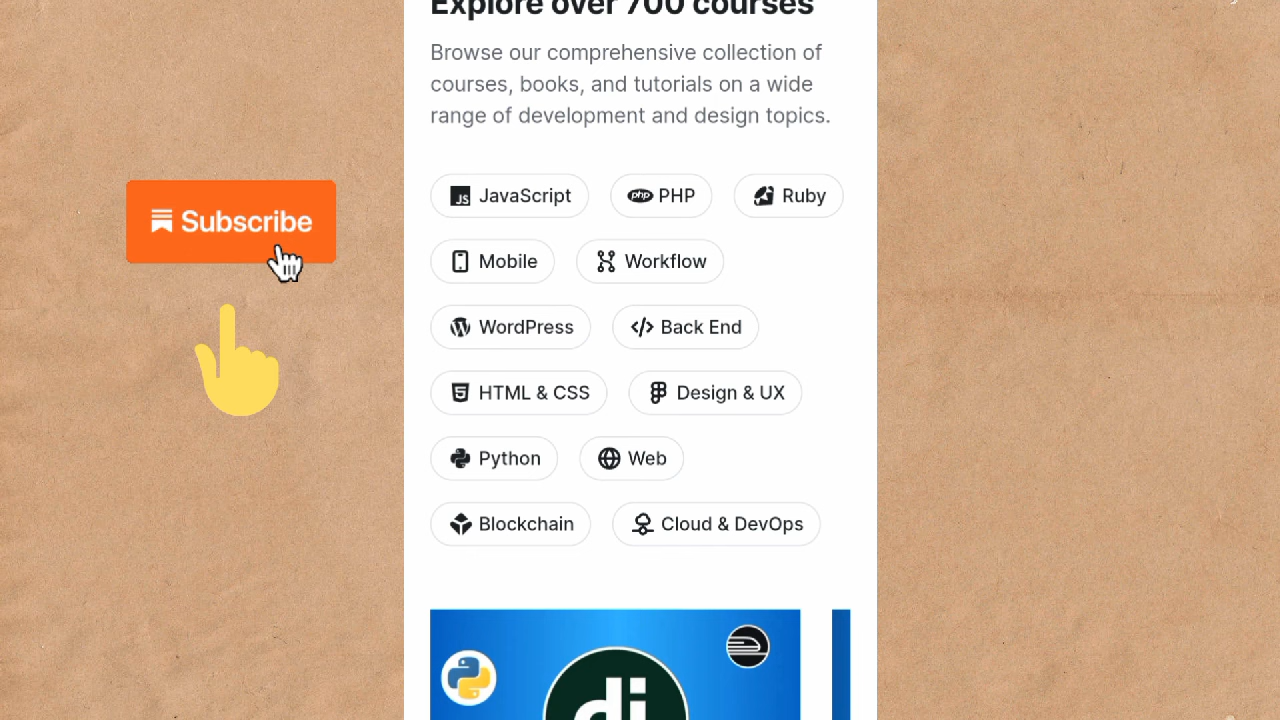 Explore over 700 courses
Browse our comprehensive collection of
courses, books, and tutorials on a wide
range of development and design topics.
JavaScript
PHP
Ruby
Subscribe
Mobile
Workflow
WordPress
Back End
HTML & CSS
Design & UX
Python
Web
Blockchain
Cloud & DevOps
dj